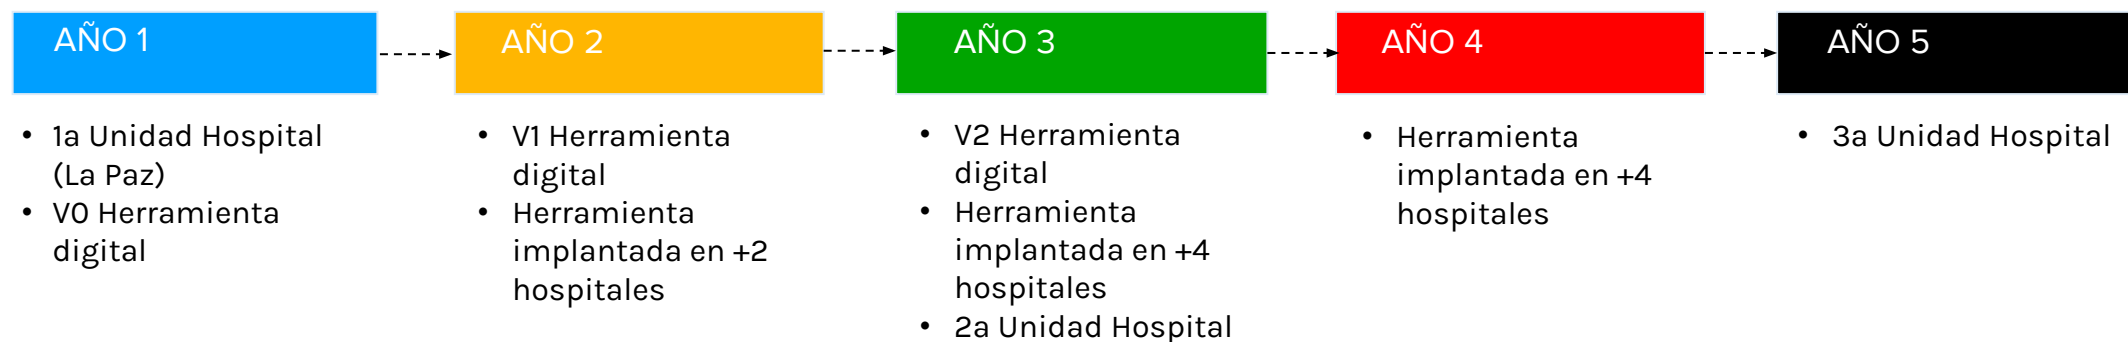 AÑO 1
• 1a Unidad Hospital
(La Paz)
• V0 Herramienta
digital
AÑO 2
• V1 Herramienta
digital
• Herramienta
implantada en +2
hospitales
AÑO 3
• V2 Herramienta
digital
• Herramienta
implantada en +4
hospitales
• 2a Unidad Hospital
AÑO 4
• Herramienta
implantada en +4
hospitales
AÑO 5
• 3a Unidad Hospital